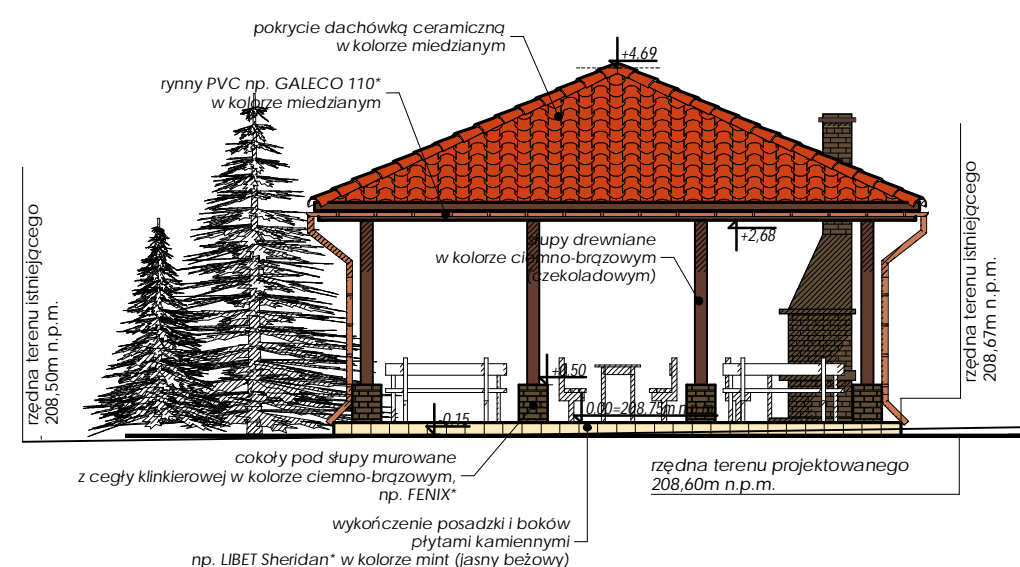 pokrycie dachówką ceramiczną
w kolorze miedzianym
+4,69
rynny PVC np. GALECO 110*
w kolorze miedzianym
rzędna terenu istniejącego
208,50m n.p.m.
rzędna terenu istniejącego
208,67m n.p.m.
+2,68
słupy drewniane
w kolorze ciemno-brązowym
(czekoladowym)
+0,50
0,00=208,75m n.p.m.
-0,15
cokoły pod słupy murowane
z cegły klinkierowej w kolorze ciemno-brązowym,
np. FENIX*
rzędna terenu projektowanego
208,60m n.p.m.
wykończenie posadzki i boków
płytami kamiennymi
np. LIBET Sheridan* w kolorze mint (jasny beżowy)